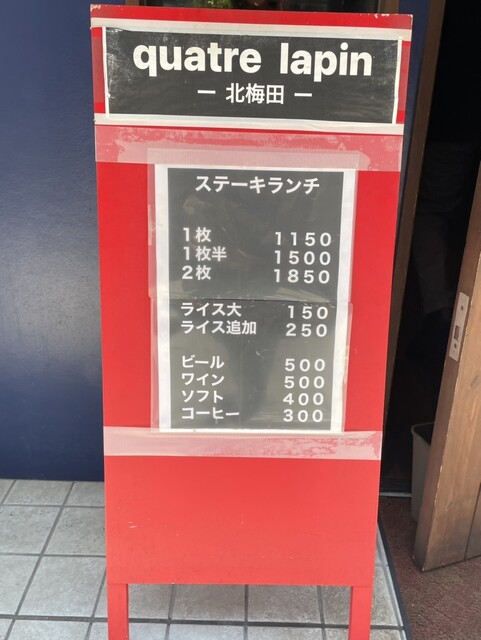 quatre lapin
ー 北梅田 ー
ステーキランチ
1枚 1150
1枚半 1500
2枚 1850
ライス大 150
ライス追加 250
ビール 500
ワイン 500
ソフト 400
コーヒー 300